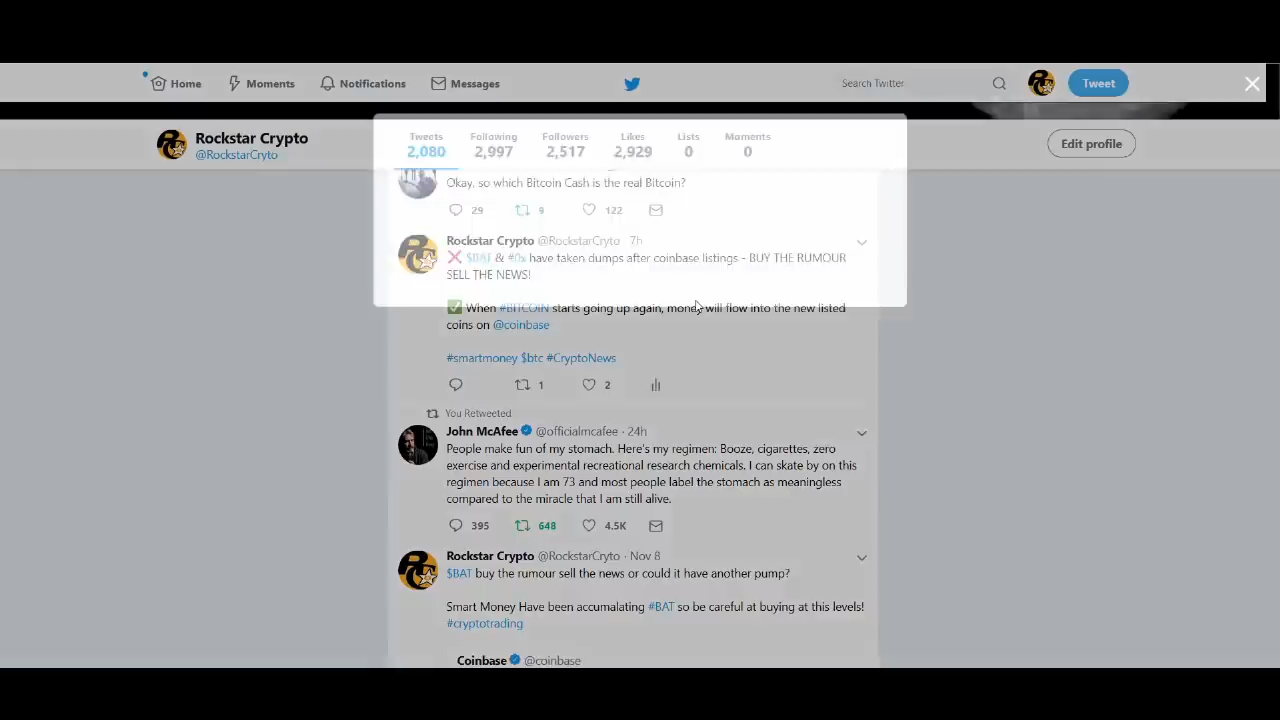 Home Moments Notifications Messages Search Twitter Tweet
Rockstar Crypto
@RockstarCryto
Tweets Following Followers Likes Lists Moments
2,080 2,997 2,517 2,929 0 0
Edit profile
Okay, so which Bitcoin Cash is the real Bitcoin?
29 9 122
Rockstar Crypto @RockstarCryto · 7h
❌ $BAT & #0x have taken dumps after coinbase listings - BUY THE RUMOUR
SELL THE NEWS!
✅ When #BITCOIN starts going up again, money will flow into the new listed
coins on @coinbase
#smartmoney $btc #CryptoNews
1 2
You Retweeted
John McAfee @officialmcafee · 24h
People make fun of my stomach. Here's my regimen: Booze, cigarettes, zero
exercise and experimental recreational research chemicals. I can skate by on this
regimen because I am 73 and most people label the stomach as meaningless
compared to the miracle that I am still alive.
395 648 4.5K
Rockstar Crypto @RockstarCryto · Nov 8
$BAT buy the rumour sell the news or could it have another pump?
Smart Money Have been accumalating #BAT so be careful at buying at this levels!
#cryptotrading
Coinbase @coinbase